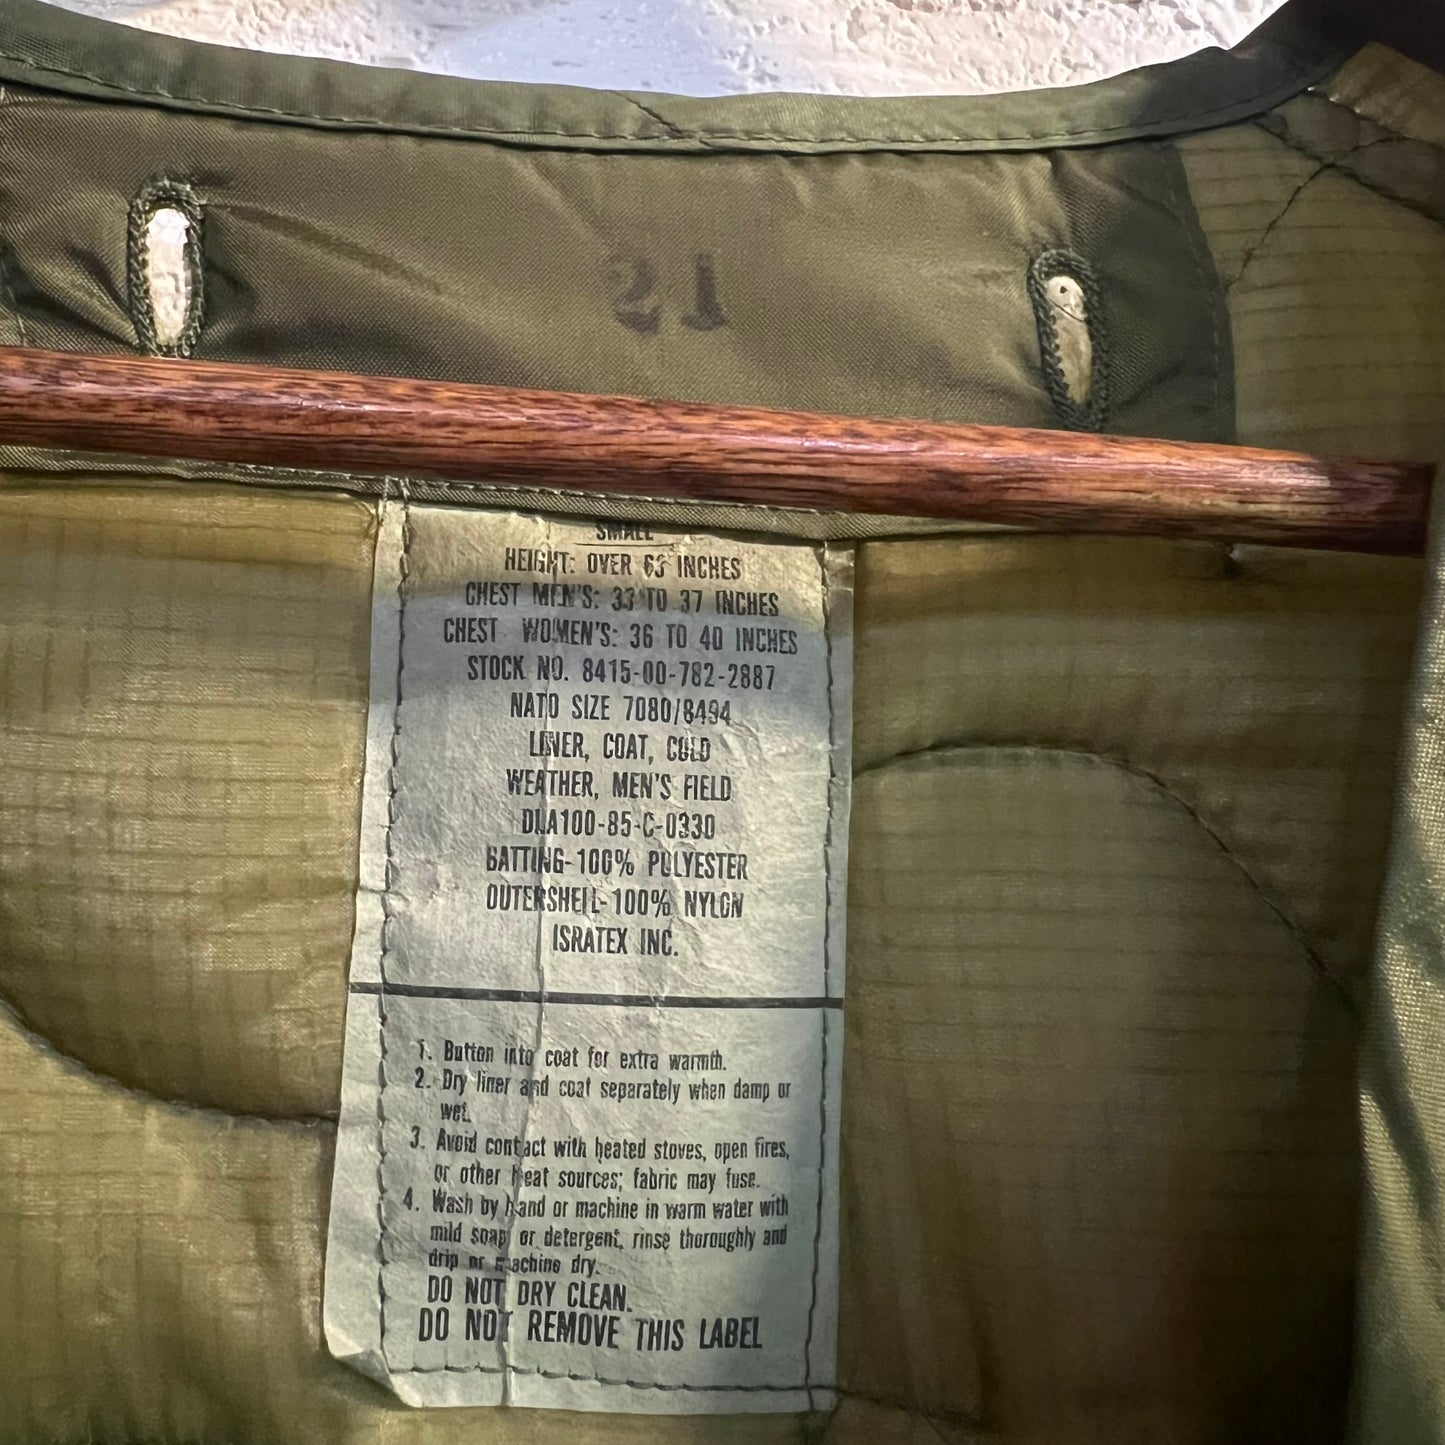 SMALL
HEIGHT: OVER 63 INCHES
CHEST MEN'S: 33 TO 37 INCHES
CHEST WOMEN'S: 36 TO 40 INCHES
STOCK NO. 8415-00-782-2887
NATO SIZE 7080/8494
LINER, COAT, COLD
WEATHER, MEN'S FIELD
DLA100-85-C-0330
BATTING-100% POLYESTER
OUTERSHELL-100% NYLON
ISRATEX INC.
1. Button into coat for extra warmth.
2. Dry liner and coat separately when damp or
wet.
3. Avoid contact with heated stoves, open fires,
or other heat sources; fabric may fuse.
4. Wash by hand or machine in warm water with
mild soap or detergent, rinse thoroughly and
drip or machine dry.
DO NOT DRY CLEAN.
DO NOT REMOVE THIS LABEL